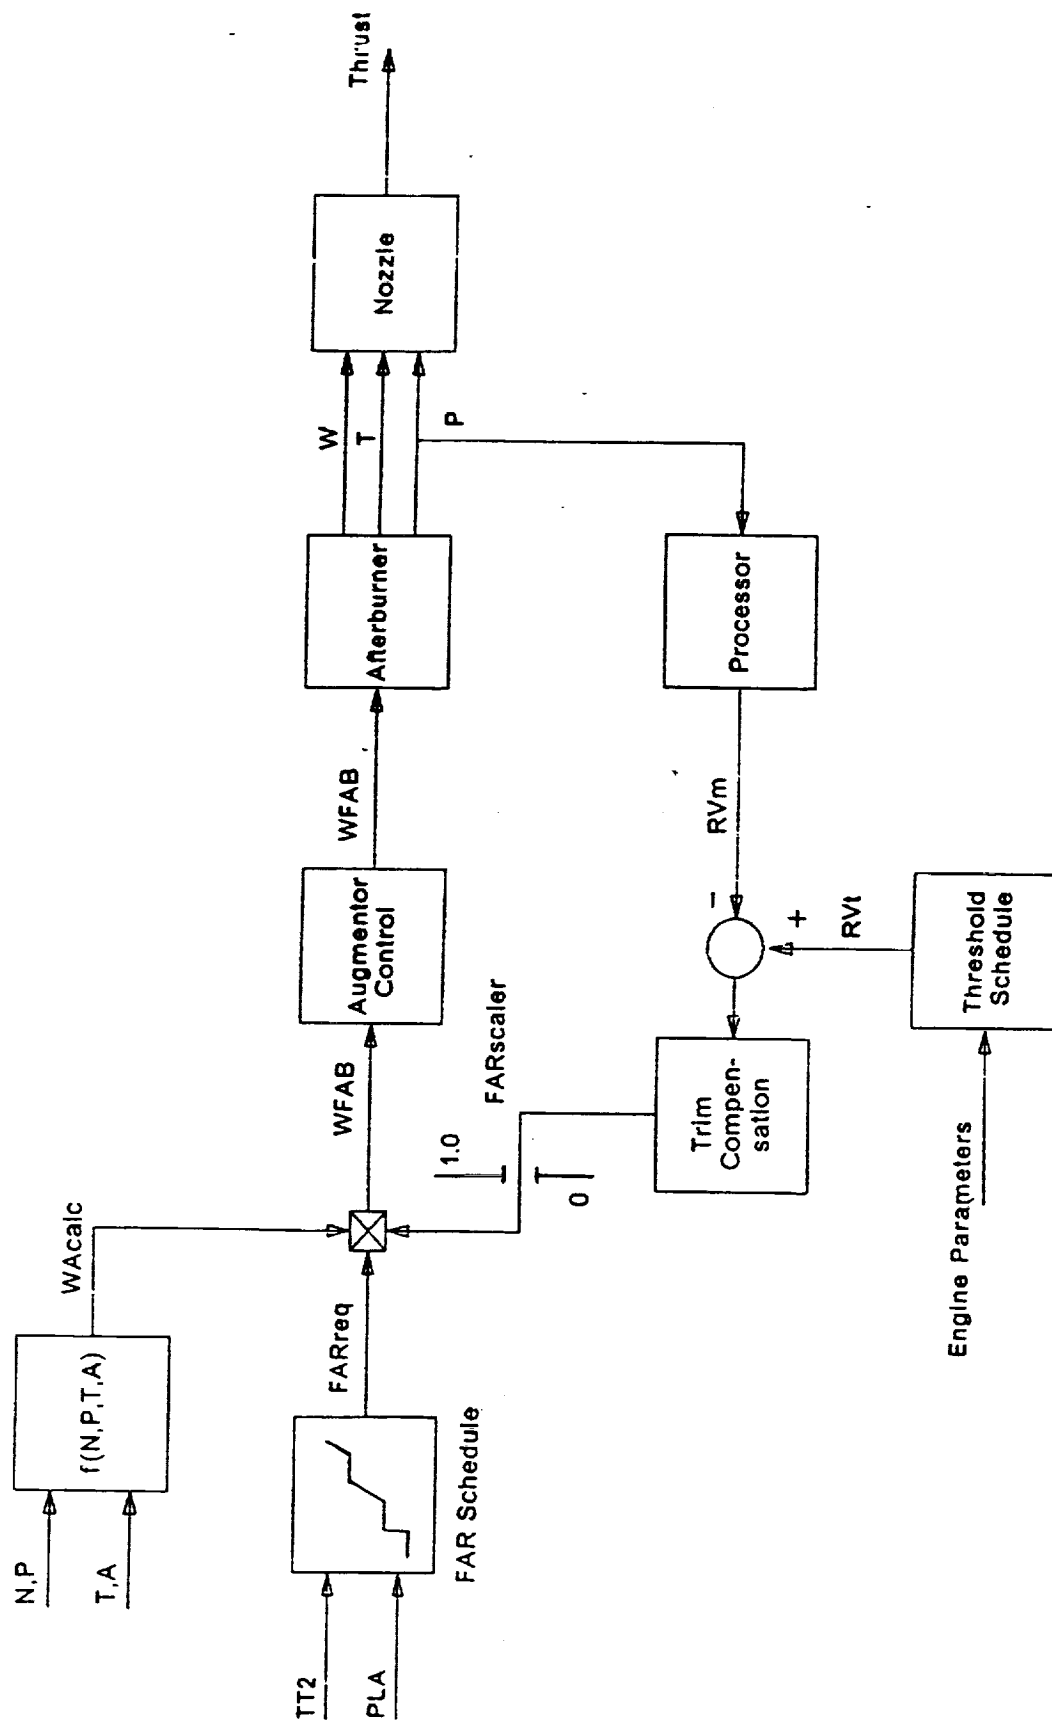 N,P
T,A
f(N,P,T,A)
WAcalc
TT2
PLA
FAR Schedule
FARreq
WFAB
Augmentor
Control
WFAB
Afterburner
W
T
P
Nozzle
Thrust
1.0
0
FARscaler
Trim
Compen-
sation
-
+
RVm
Processor
RVt
Threshold
Schedule
Engine Parameters